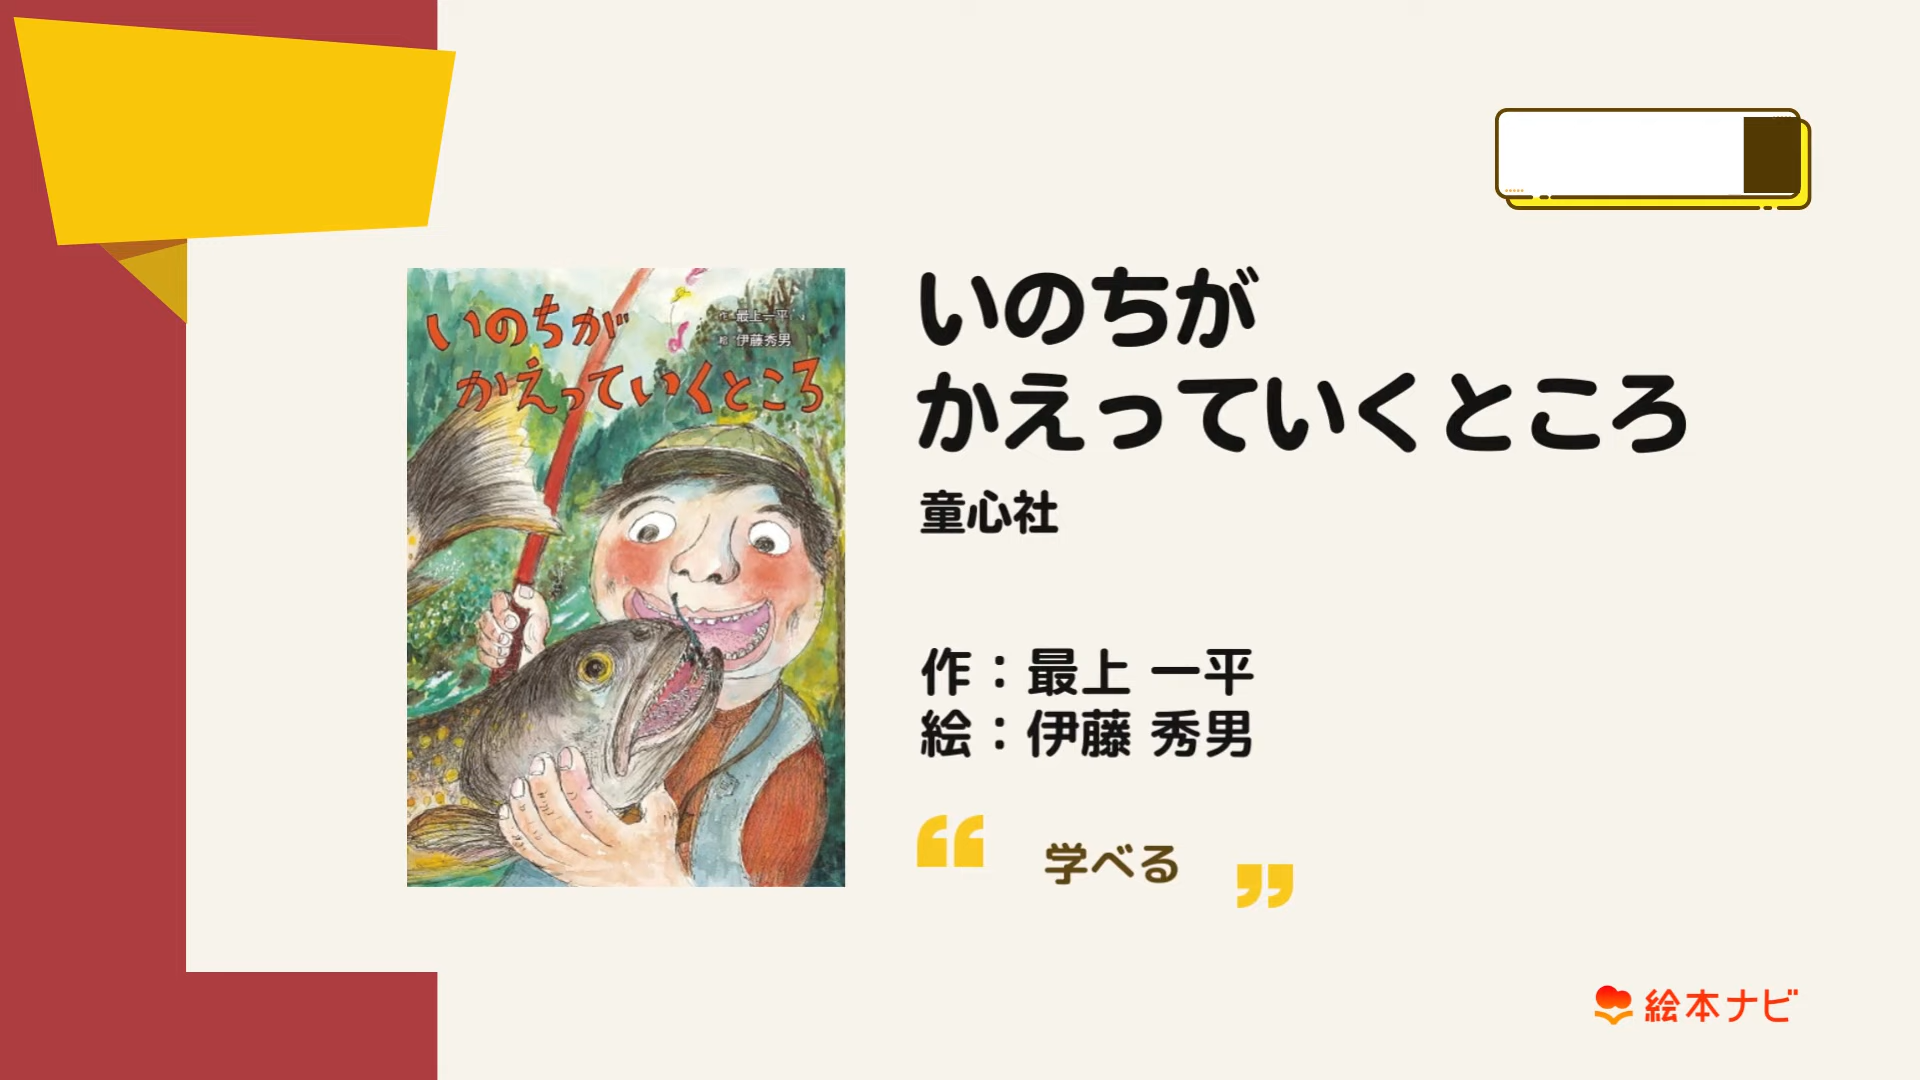 いのちが
かえっていくところ
作 最上一平
絵 伊藤秀男
いのちが
かえっていくところ
童心社
作：最上 一平
絵：伊藤 秀男
“ 学べる ”
絵本ナビ